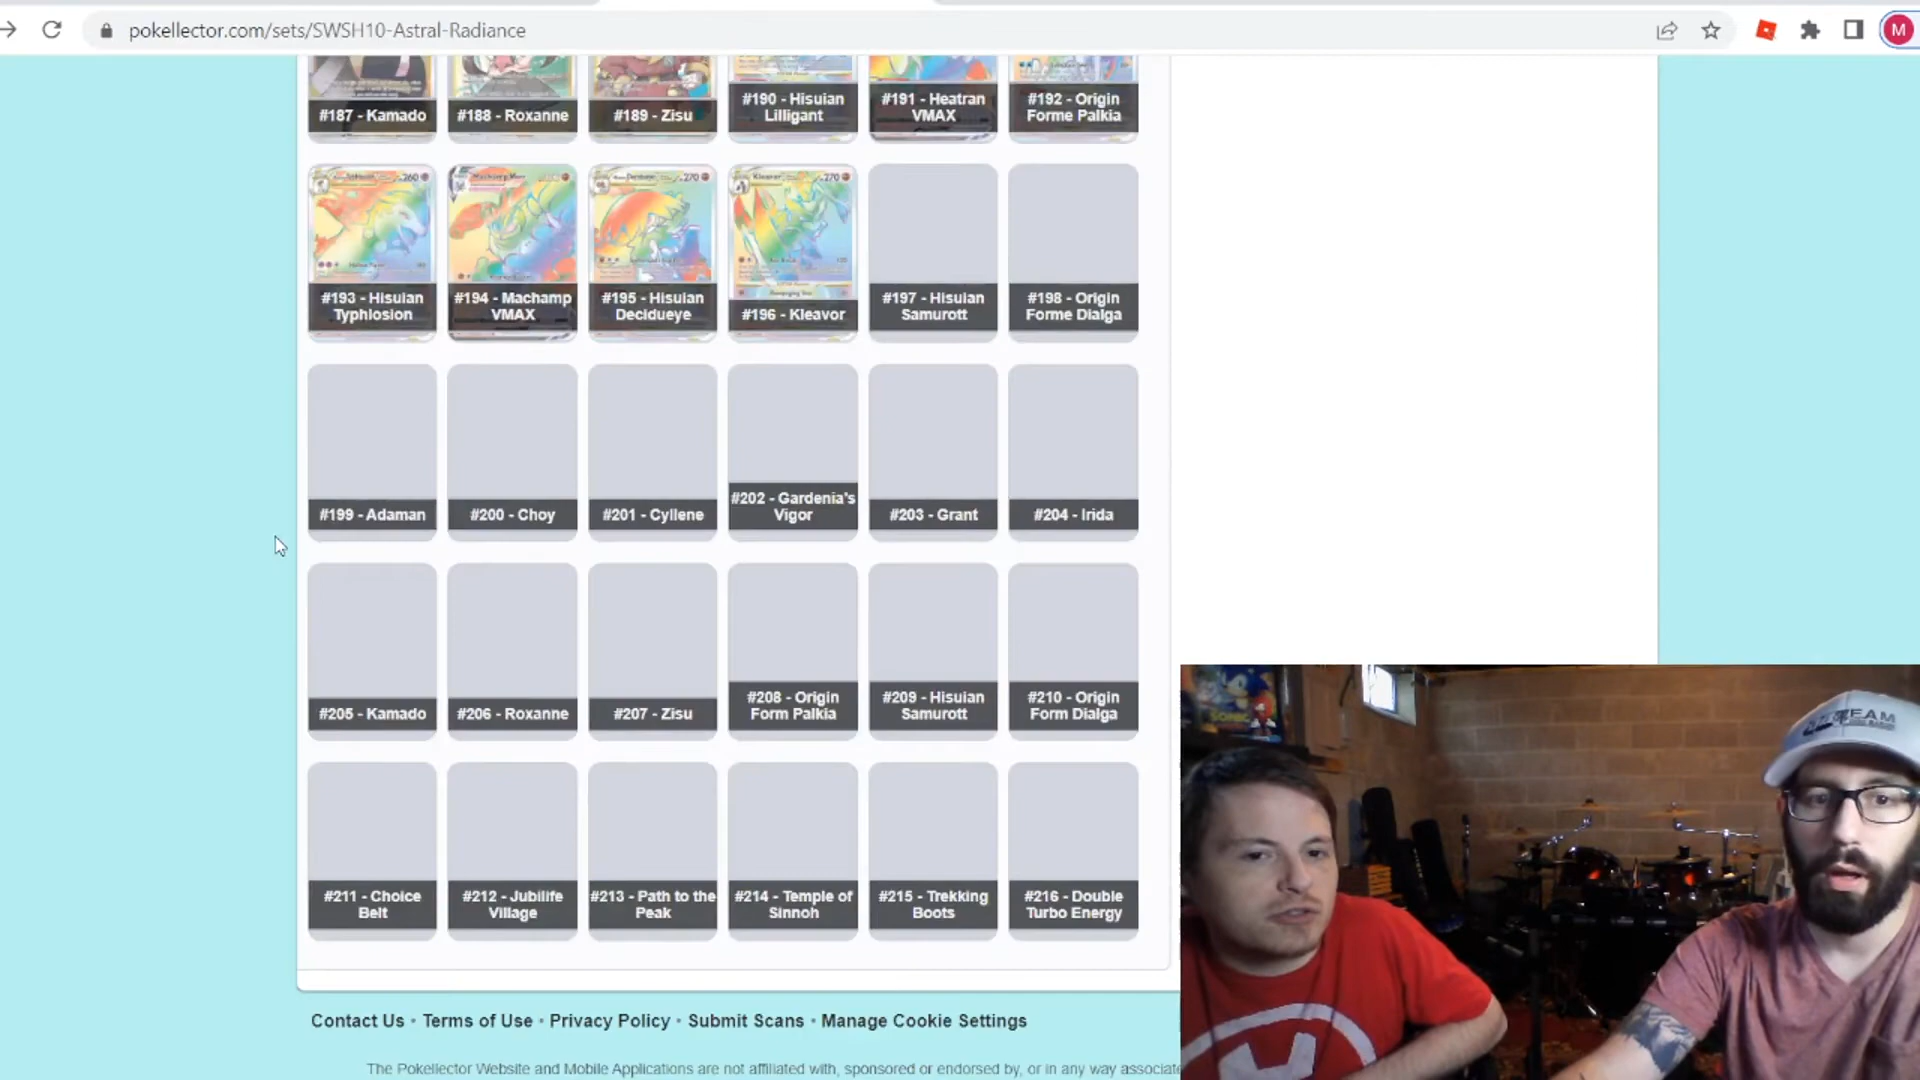 pokellector.com/sets/SWSH10-Astral-Radiance
M
#187 - Kamado
#188 - Roxanne
#189 - Zisu
#190 - Hisuian
Lilligant
#191 - Heatran
VMAX
#192 - Origin
Forme Palkia
260
270
Kleavor
270
#193 - Hisuian
Typhlosion
#194 - Machamp
VMAX
#195 - Hisuian
Decidueye
#196 - Kleavor
#197 - Hisuian
Samurott
#198 - Origin
Forme Dialga
#199 - Adaman
#200 - Choy
#201 - Cyllene
#202 - Gardenia's
Vigor
#203 - Grant
#204 - Irida
#205 - Kamado
#206 - Roxanne
#207 - Zisu
#208 - Origin
Form Palkia
#209 - Hisuian
Samurott
#210 - Origin
Form Dialga
#211 - Choice
Belt
#212 - Jubilife
Village
#213 - Path to the
Peak
#214 - Temple of
Sinnoh
#215 - Trekking
Boots
#216 - Double
Turbo Energy
SONIC
TEAM
Contact Us • Terms of Use • Privacy Policy • Submit Scans • Manage Cookie Settings
The Pokellector Website and Mobile Applications are not affiliated with, sponsored or endorsed by, or in any way associate